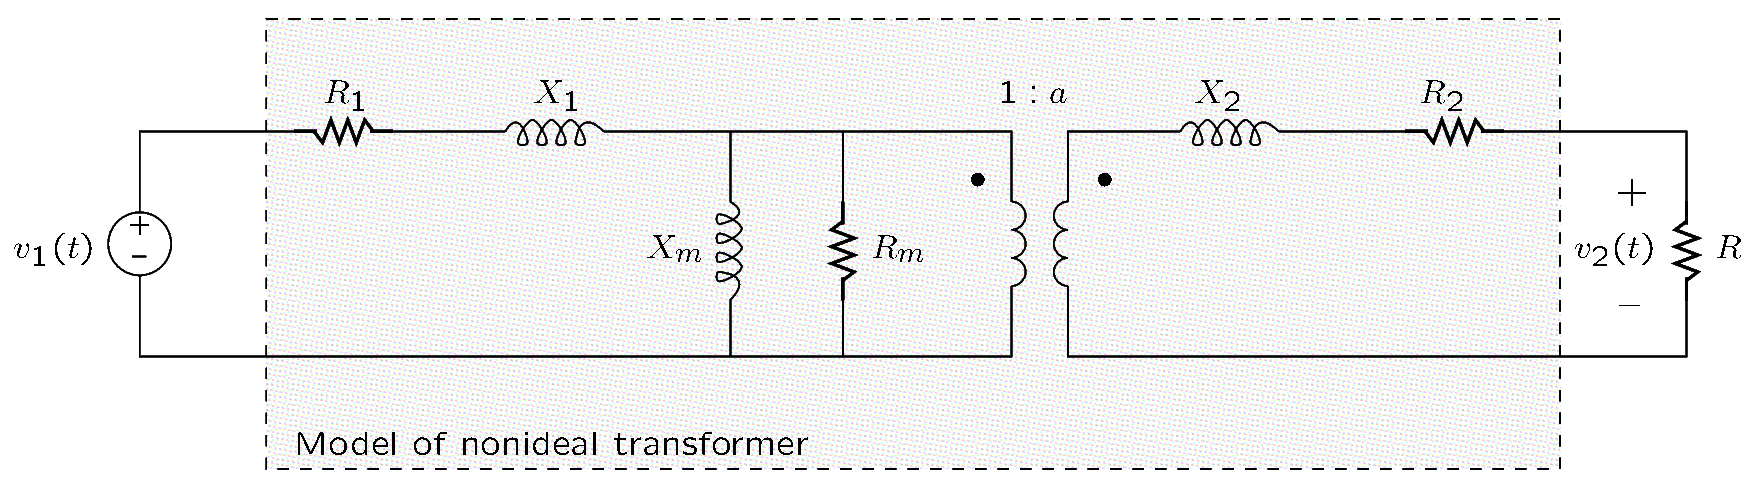 R₁
X₁
1 : a
X₂
R₂
+
-
v₁(t)
Xₘ
Rₘ
+
v₂(t)
−
R
Model of nonideal transformer